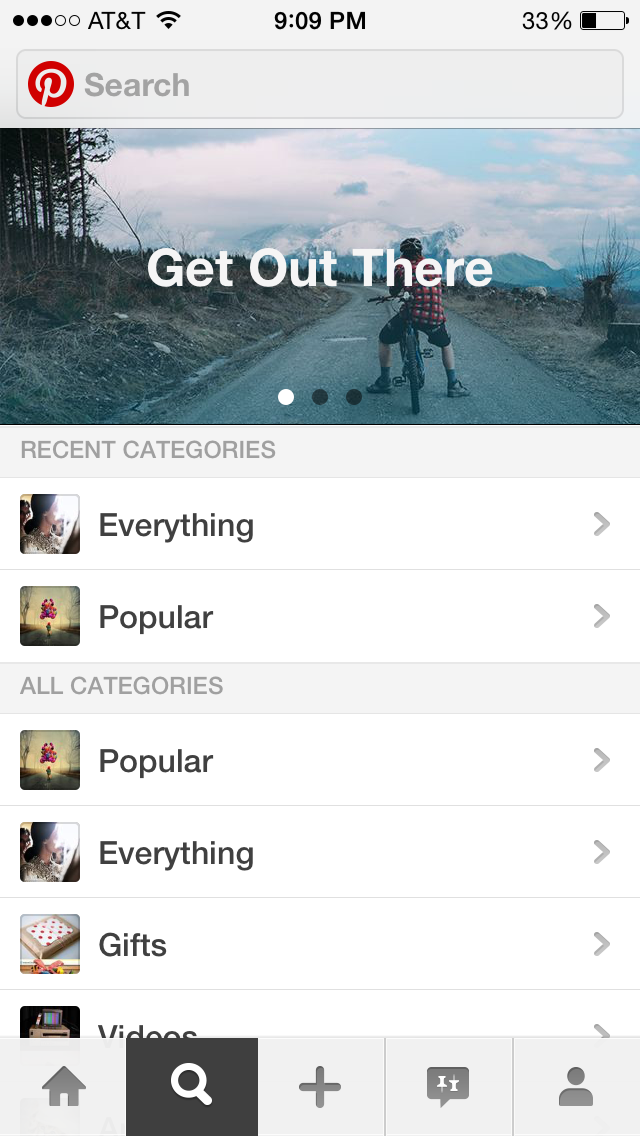 AT&T 9:09 PM 33%
Search
Get Out There
RECENT CATEGORIES
Everything
Popular
ALL CATEGORIES
Popular
Everything
Gifts
Videos